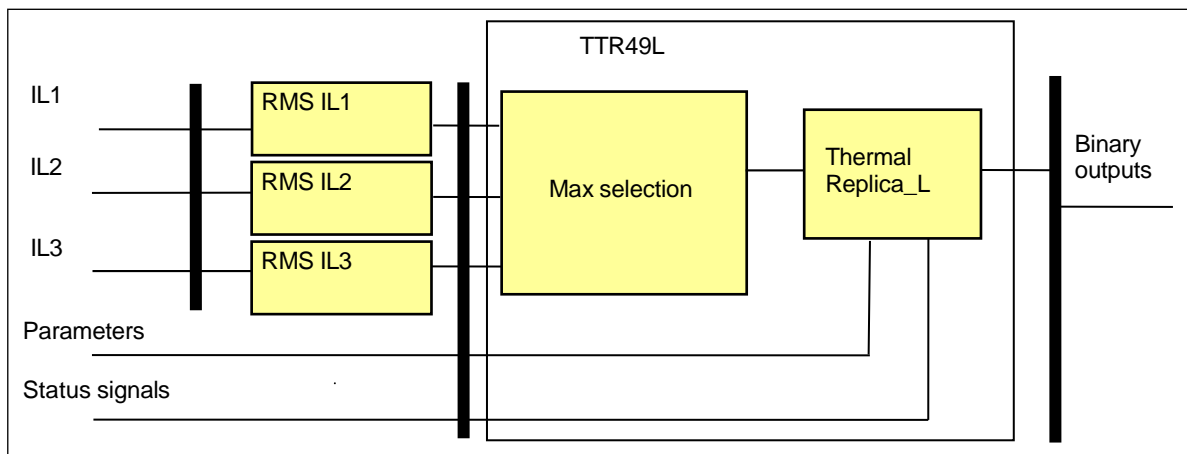 TTR49L
IL1
RMS IL1
IL2
RMS IL2
IL3
RMS IL3
Max selection
Thermal
Replica_L
Binary
outputs
Parameters
Status signals